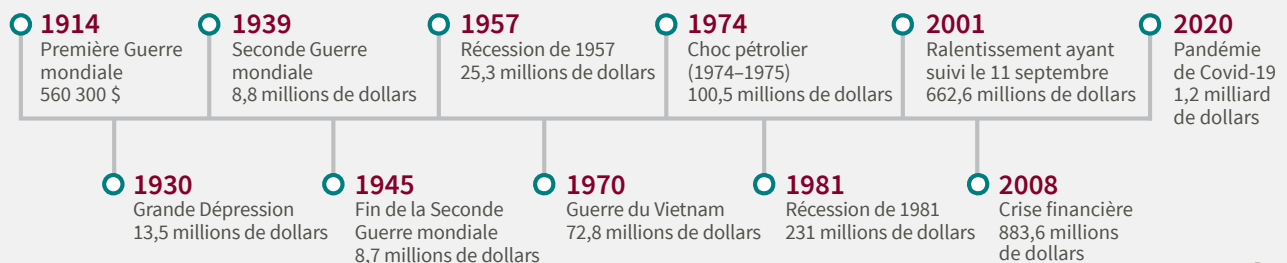 1914
Première Guerre
mondiale
560 300 $
1939
Seconde Guerre
mondiale
8,8 millions de dollars
1957
Récession de 1957
25,3 millions de dollars
1974
Choc pétrolier
(1974–1975)
100,5 millions de dollars
2001
Ralentissement ayant
suivi le 11 septembre
662,6 millions de dollars
2020
Pandémie
de Covid-19
1,2 milliard
de dollars
1930
Grande Dépression
13,5 millions de dollars
1945
Fin de la Seconde
Guerre mondiale
8,7 millions de dollars
1970
Guerre du Vietnam
72,8 millions de dollars
1981
Récession de 1981
231 millions de dollars
2008
Crise financière
883,6 millions
de dollars